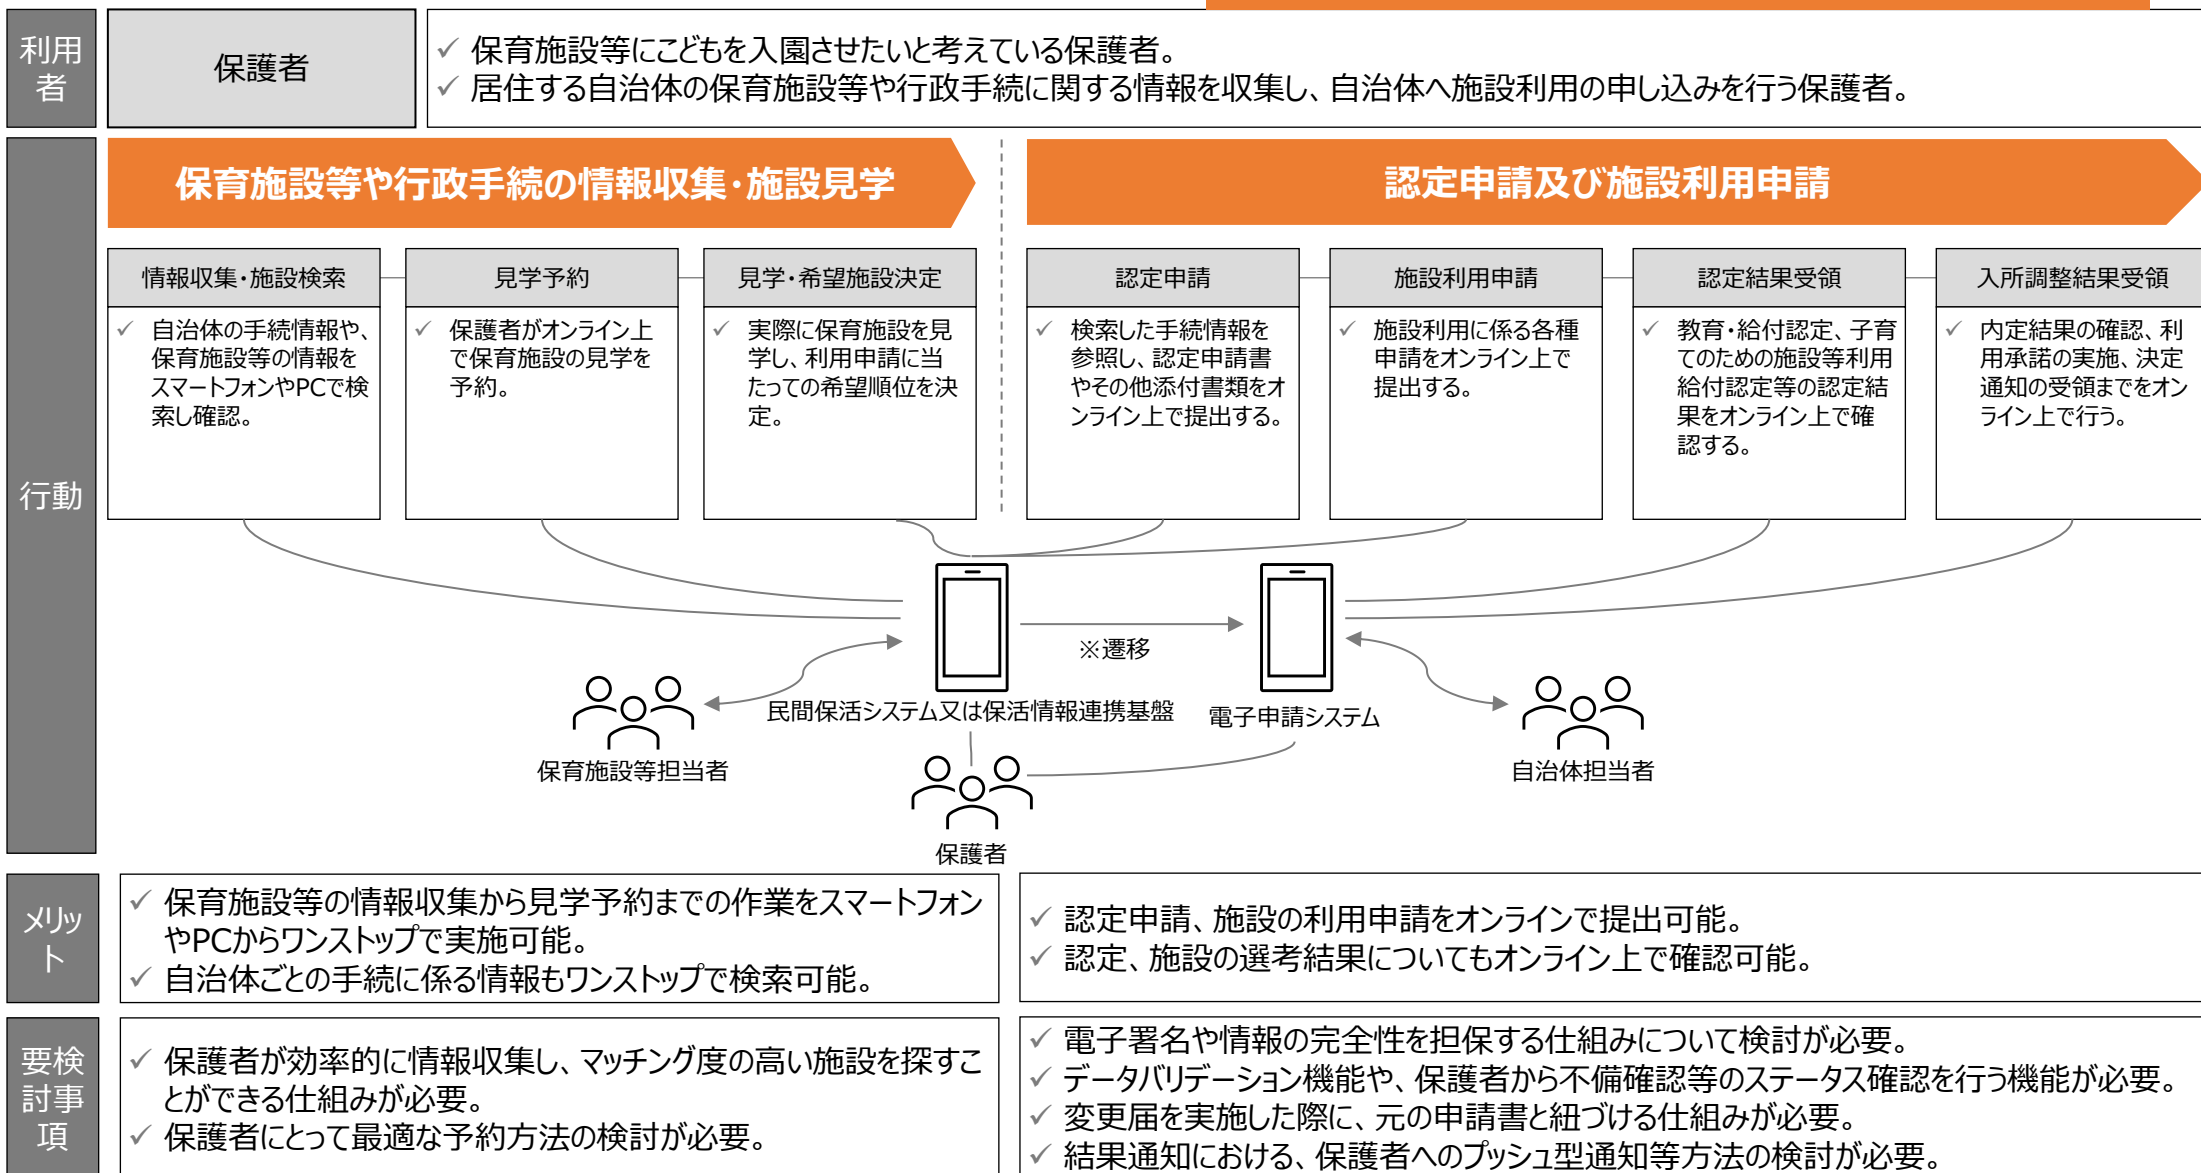 利用
者
保護者
✓ 保育施設等にこどもを入園させたいと考えている保護者。
✓ 居住する自治体の保育施設等や行政手続に関する情報を収集し、自治体へ施設利用の申し込みを行う保護者。
行動
保育施設等や行政手続の情報収集・施設見学
認定申請及び施設利用申請
情報収集・施設検索
✓ 自治体の手続情報や、
保育施設等の情報を
スマートフォンやPCで検
索し確認。
見学予約
✓ 保護者がオンライン上
で保育施設の見学を
予約。
見学・希望施設決定
✓ 実際に保育施設を見
学し、利用申請に当
たっての希望順位を決
定。
認定申請
✓ 検索した手続情報を
参照し、認定申請書
やその他添付書類をオ
ンライン上で提出する。
施設利用申請
✓ 施設利用に係る各種
申請をオンライン上で
提出する。
認定結果受領
✓ 教育・給付認定、子育
てのための施設等利用
給付認定等の認定結
果をオンライン上で確
認する。
入所調整結果受領
✓ 内定結果の確認、利
用承諾の実施、決定
通知の受領までをオン
ライン上で行う。
※遷移
民間保活システム又は保活情報連携基盤
電子申請システム
保育施設等担当者
自治体担当者
保護者
メリッ
ト
✓ 保育施設等の情報収集から見学予約までの作業をスマートフォン
やPCからワンストップで実施可能。
✓ 自治体ごとの手続に係る情報もワンストップで検索可能。
✓ 認定申請、施設の利用申請をオンラインで提出可能。
✓ 認定、施設の選考結果についてもオンライン上で確認可能。
要検
討事
項
✓ 保護者が効率的に情報収集し、マッチング度の高い施設を探すこ
とができる仕組みが必要。
✓ 保護者にとって最適な予約方法の検討が必要。
✓ 電子署名や情報の完全性を担保する仕組みについて検討が必要。
✓ データバリデーション機能や、保護者から不備確認等のステータス確認を行う機能が必要。
✓ 変更届を実施した際に、元の申請書と紐づける仕組みが必要。
✓ 結果通知における、保護者へのプッシュ型通知等方法の検討が必要。